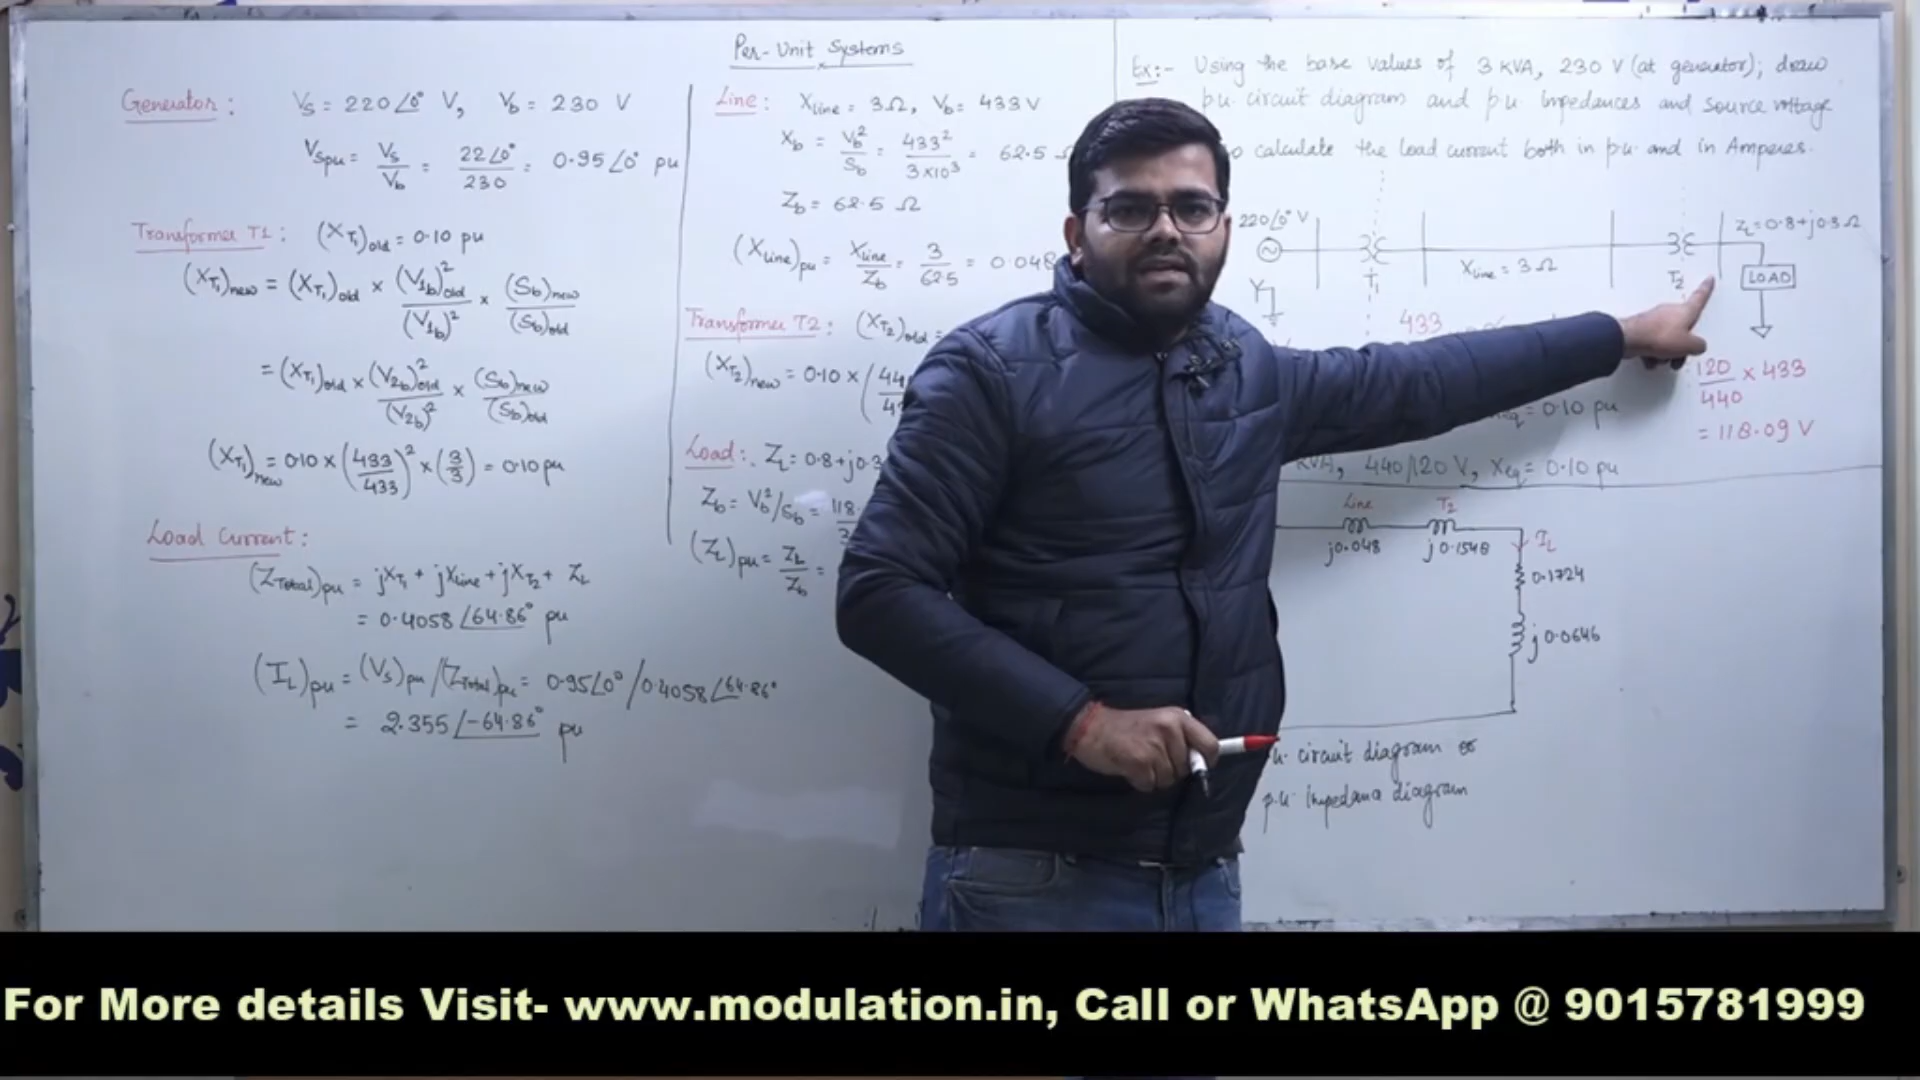 Per-Unit Systems
Generator: Vs = 220∠0° V, Vb = 230 V
Vspu = Vs/Vb = 22∠0°/230 = 0.95∠0° pu
Transformer T1: (XT1)old = 0.10 pu
(XT1)new = (XT1)old × (V1b)²old/(V1b)² × (Sb)new/(Sb)old
= (XT1)old × (V2b)²old/(V2b)² × (Sb)new/(Sb)old
(XT1)new = 0.10 × (433/433)² × (3/3) = 0.10 pu
Load Current:
(ZTotal)pu = jXT1 + jXLine + jXT2 + ZL
= 0.4058∠64.86° pu
(IL)pu = (Vs)pu/(ZTotal)pu = 0.95∠0°/0.4058∠64.86°
= 2.355∠-64.86° pu
Line: XLine = 3Ω, Vb = 433 V
Xb = Vb²/Sb = 433²/3×10³ = 62.5
Zb = 62.5 Ω
(XLine)pu = XLine/Zb = 3/62.5 = 0.048
Transformer T2: (XT2)old =
(XT2)new = 0.10 × (
Load: ZL = 0.8+j0.3
Zb = Vb²/Sb = 118.
(ZL)pu = ZL/Zb =
Ex:- Using the base values of 3 KVA, 230 V (at generator); draw
p.u. circuit diagram and p.u. Impedances and source voltage
calculate the load current both in p.u. and in Amperes.
220∠0° V
T1
XLine = 3Ω
T2
ZL = 0.8+j0.3Ω
LOAD
Y
433
120/440 × 433
= 118.09 V
= 0.10 pu
KVA, 440/120 V, Xeq = 0.10 pu
Line T2
j0.048 j0.1548 IL
0.1724
j0.0646
circuit diagram or
p.u. Impedance diagram
For More details Visit- www.modulation.in, Call or WhatsApp @ 9015781999